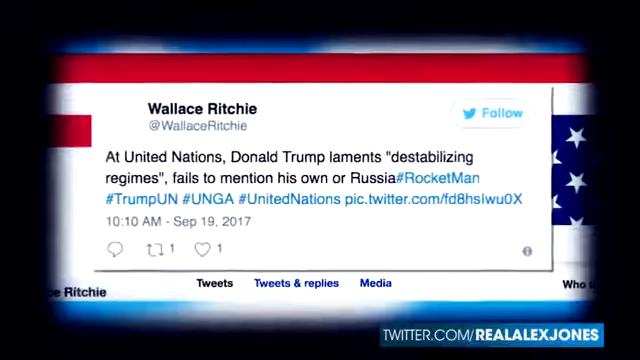 Wallace Ritchie
@WallaceRitchie
Follow
At United Nations, Donald Trump laments "destabilizing
regimes", fails to mention his own or Russia#RocketMan
#TrumpUN #UNGA #UnitedNations pic.twitter.com/fd8hsIwu0X
10:10 AM - Sep 19, 2017
1
1
Tweets Tweets & replies Media
Who t
ce Ritchie
TWITTER.COM/REALALEXJONES